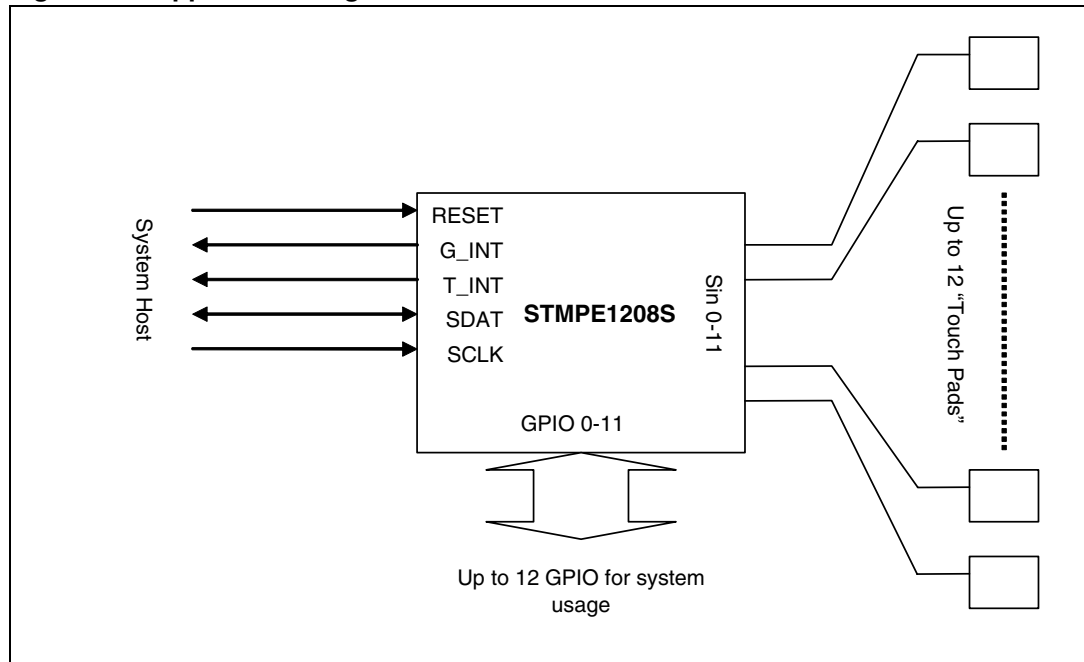 System Host
RESET
G_INT
T_INT
SDAT
SCLK
STMPE1208S
Sin 0-11
GPIO 0-11
Up to 12 “Touch Pads”
Up to 12 GPIO for system
usage